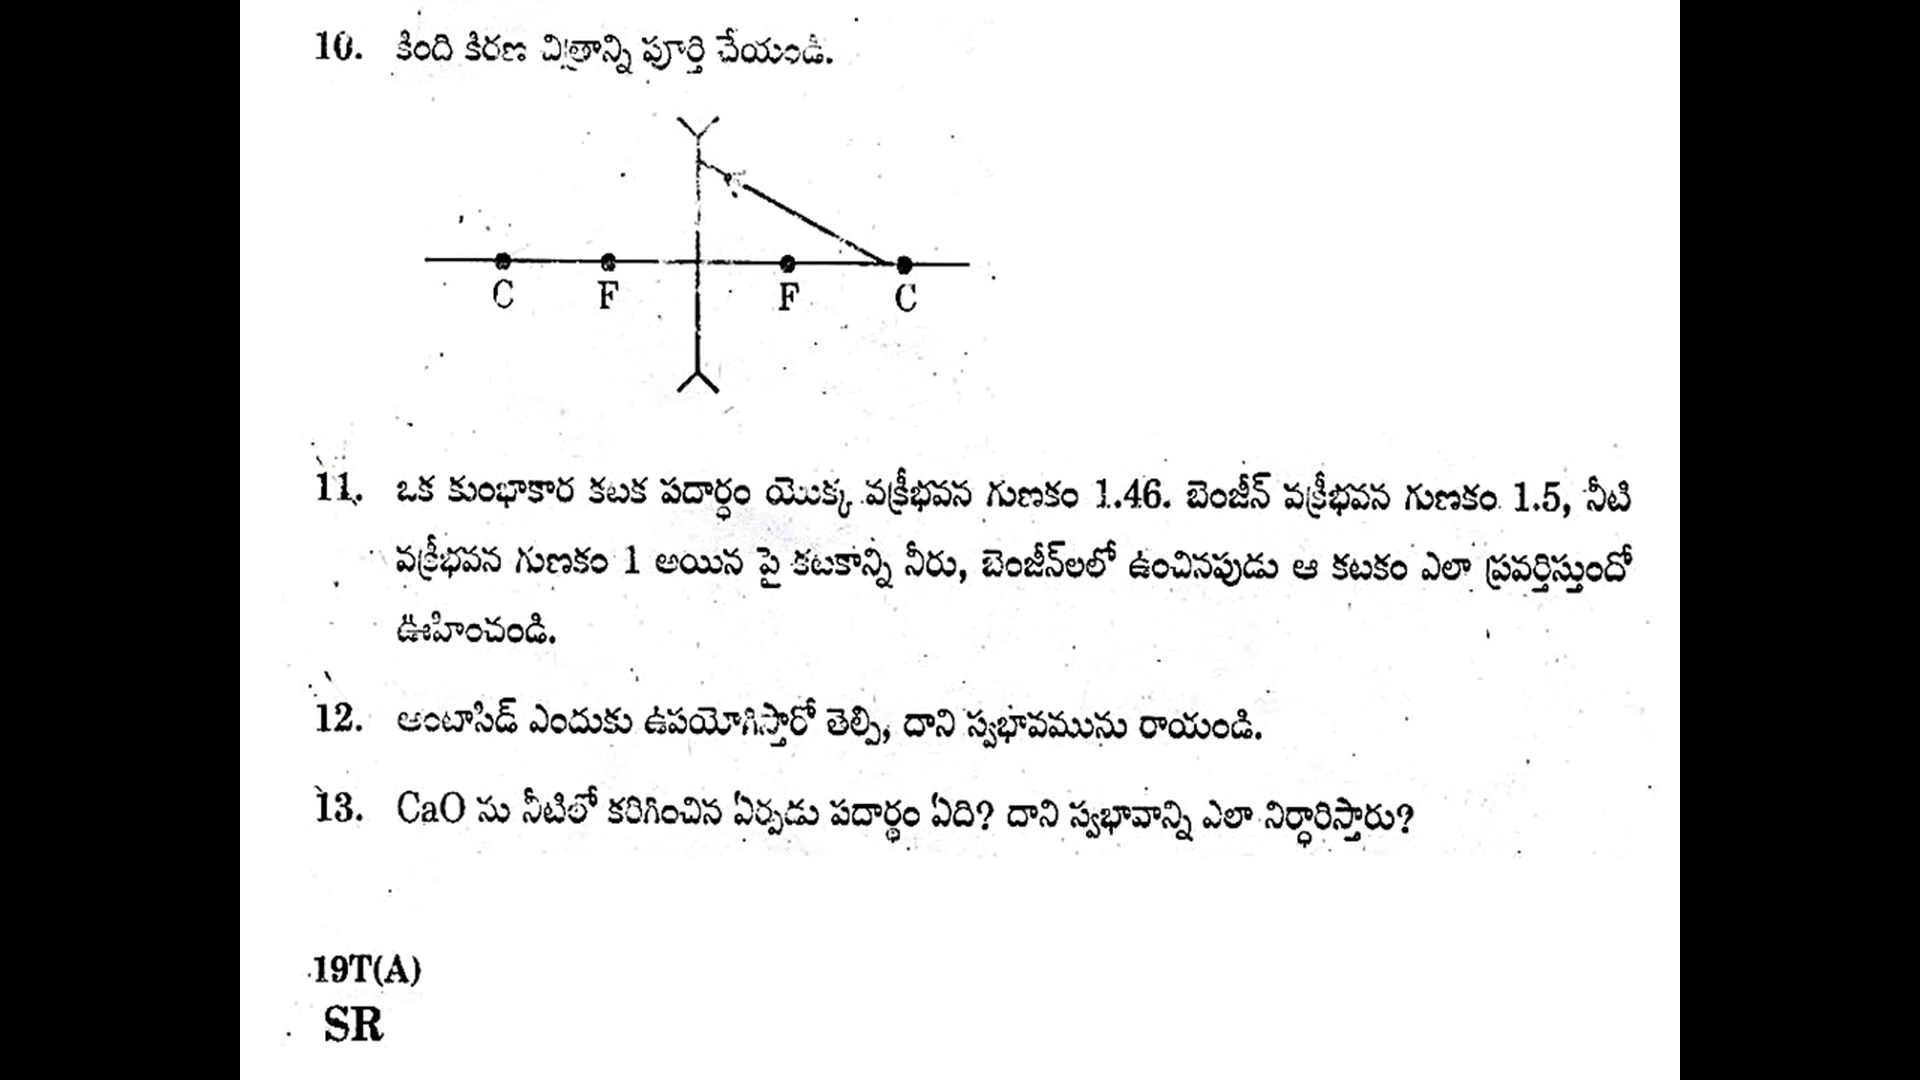 10. కింది కిరణ చిత్రాన్ని పూర్తి చేయండి.
C F F C
11. ఒక కుంభాకార కటక పదార్థం యొక్క వక్రీభవన గుణకం 1.46. బెంజీన్ వక్రీభవన గుణకం 1.5, నీటి
వక్రీభవన గుణకం 1 అయిన పై కటకాన్ని నీరు, బెంజీన్‌లలో ఉంచినపుడు ఆ కటకం ఎలా ప్రవర్తిస్తుందో
ఊహించండి.
12. ఆంటాసిడ్ ఎందుకు ఉపయోగిస్తారో తెల్పి, దాని స్వభావమును రాయండి.
13. CaO ను నీటిలో కరిగించిన ఏర్పడు పదార్థం ఏది? దాని స్వభావాన్ని ఎలా నిర్ధారిస్తారు?
19T(A)
SR